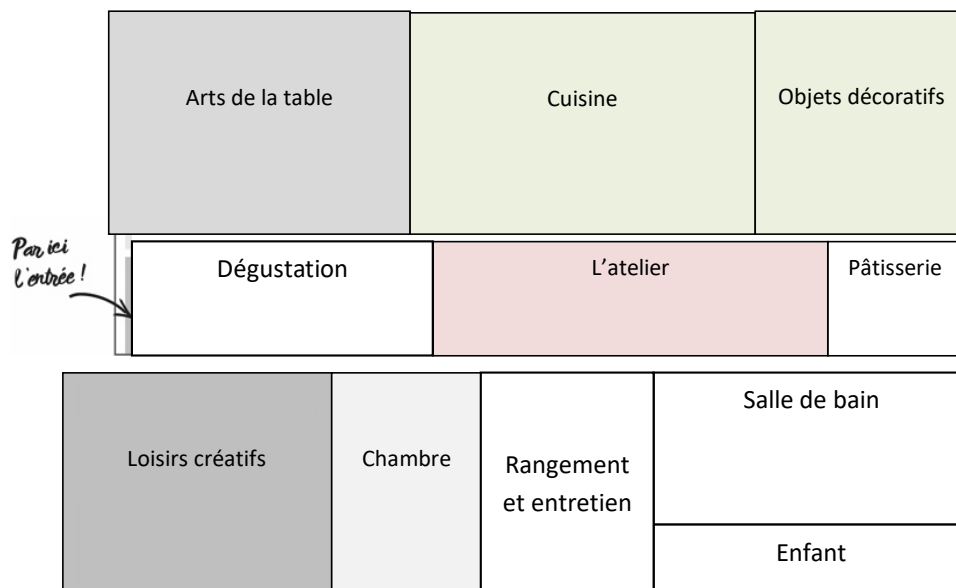 Arts de la table
Cuisine
Objets décoratifs
Par ici
l'entrée !
Dégustation
L’atelier
Pâtisserie
Loisirs créatifs
Chambre
Rangement
et entretien
Salle de bain
Enfant